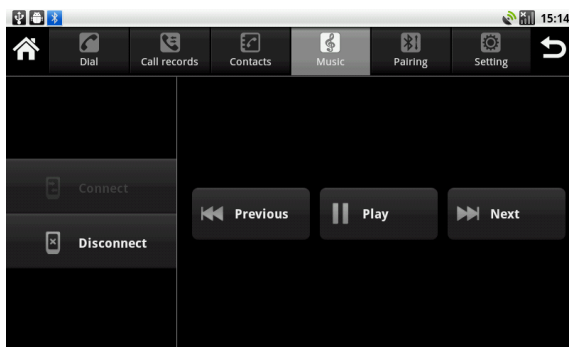 15:14
Dial Call records Contacts Music Pairing Setting
Connect
Previous Play Next
Disconnect